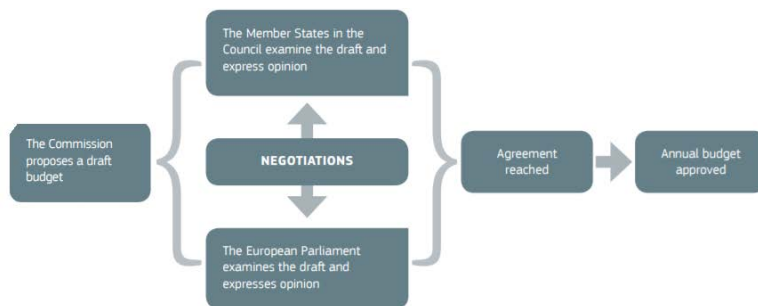 The Member States in the
Council examine the draft and
express opinion
The Commission
proposes a draft
budget
NEGOTIATIONS
Agreement
reached
Annual budget
approved
The European Parliament
examines the draft and
expresses opinion